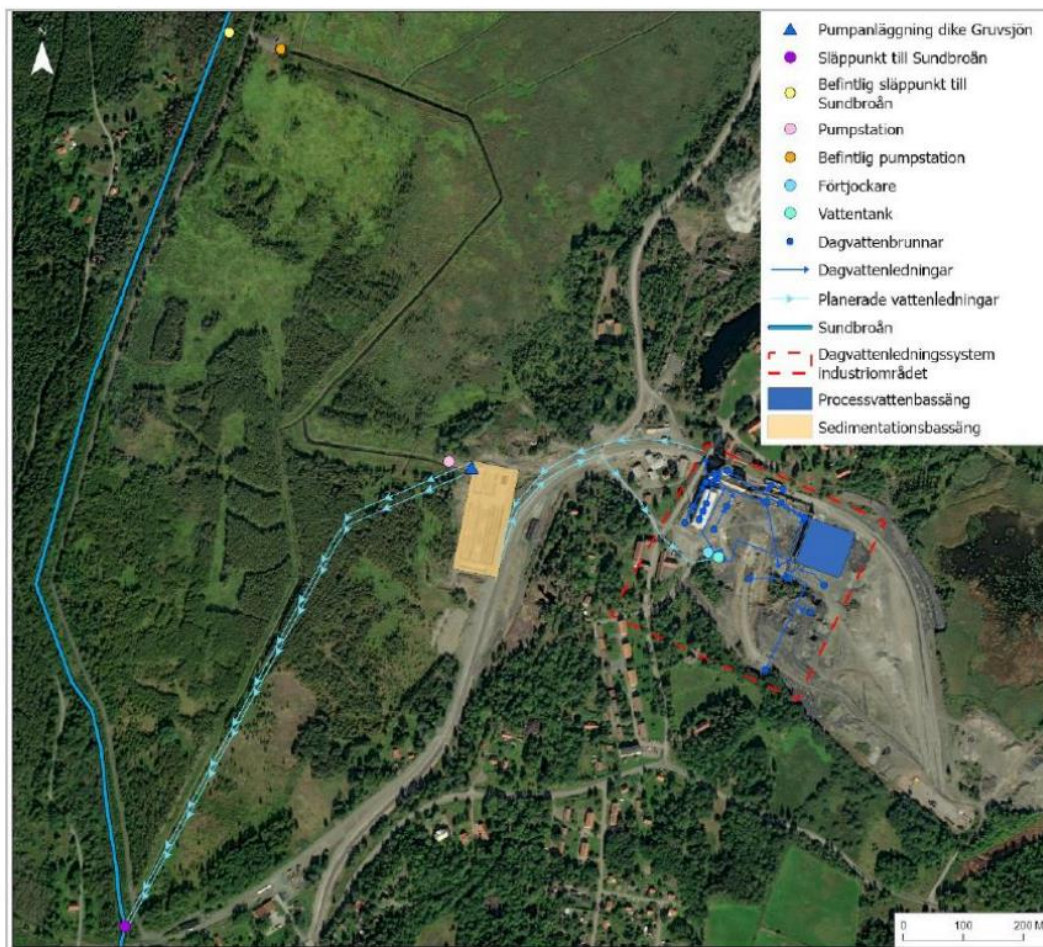 N
Pumpanläggning dike Gruvsjön
Släppunkt till Sundbroån
Befintlig släppunkt till
Sundbroån
Pumpstation
Befintlig pumpstation
Förtjockare
Vattentank
Dagvattenbrunnar
Dagvattenledningar
Planerade vattenledningar
Sundbroån
Dagvattenledningssystem
industriområdet
Processvattenbassäng
Sedimentationsbassäng
0 100 200 M